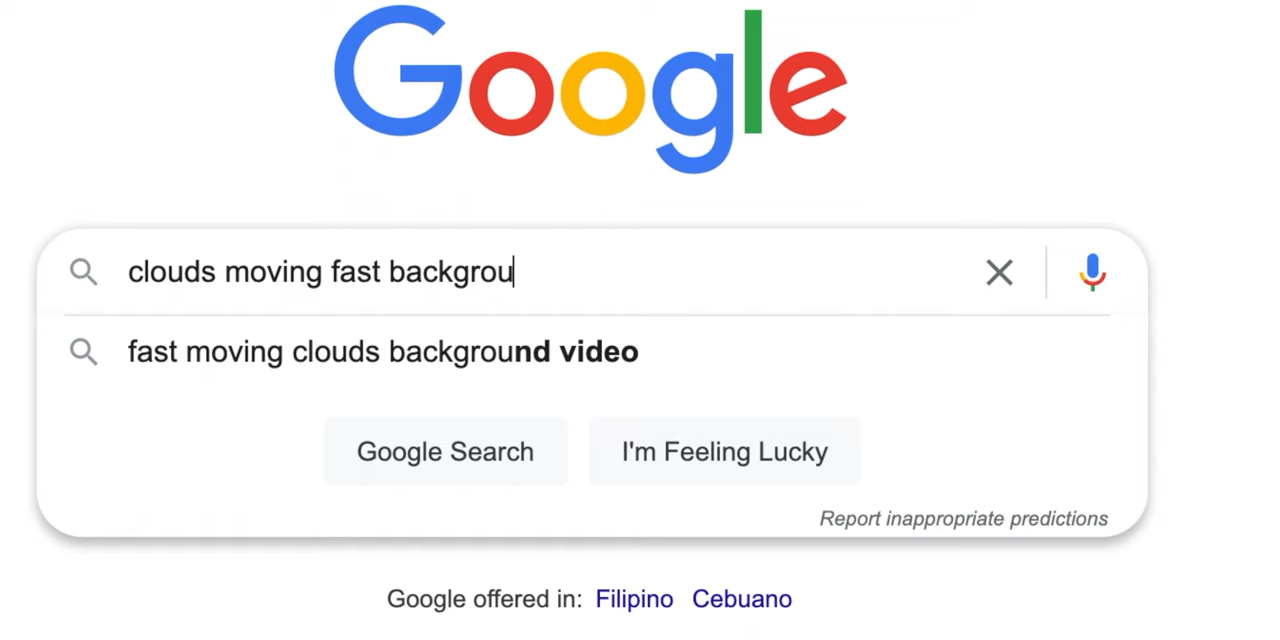 Google
clouds moving fast backgrou
fast moving clouds background video
Google Search I'm Feeling Lucky
Report inappropriate predictions
Google offered in: Filipino Cebuano